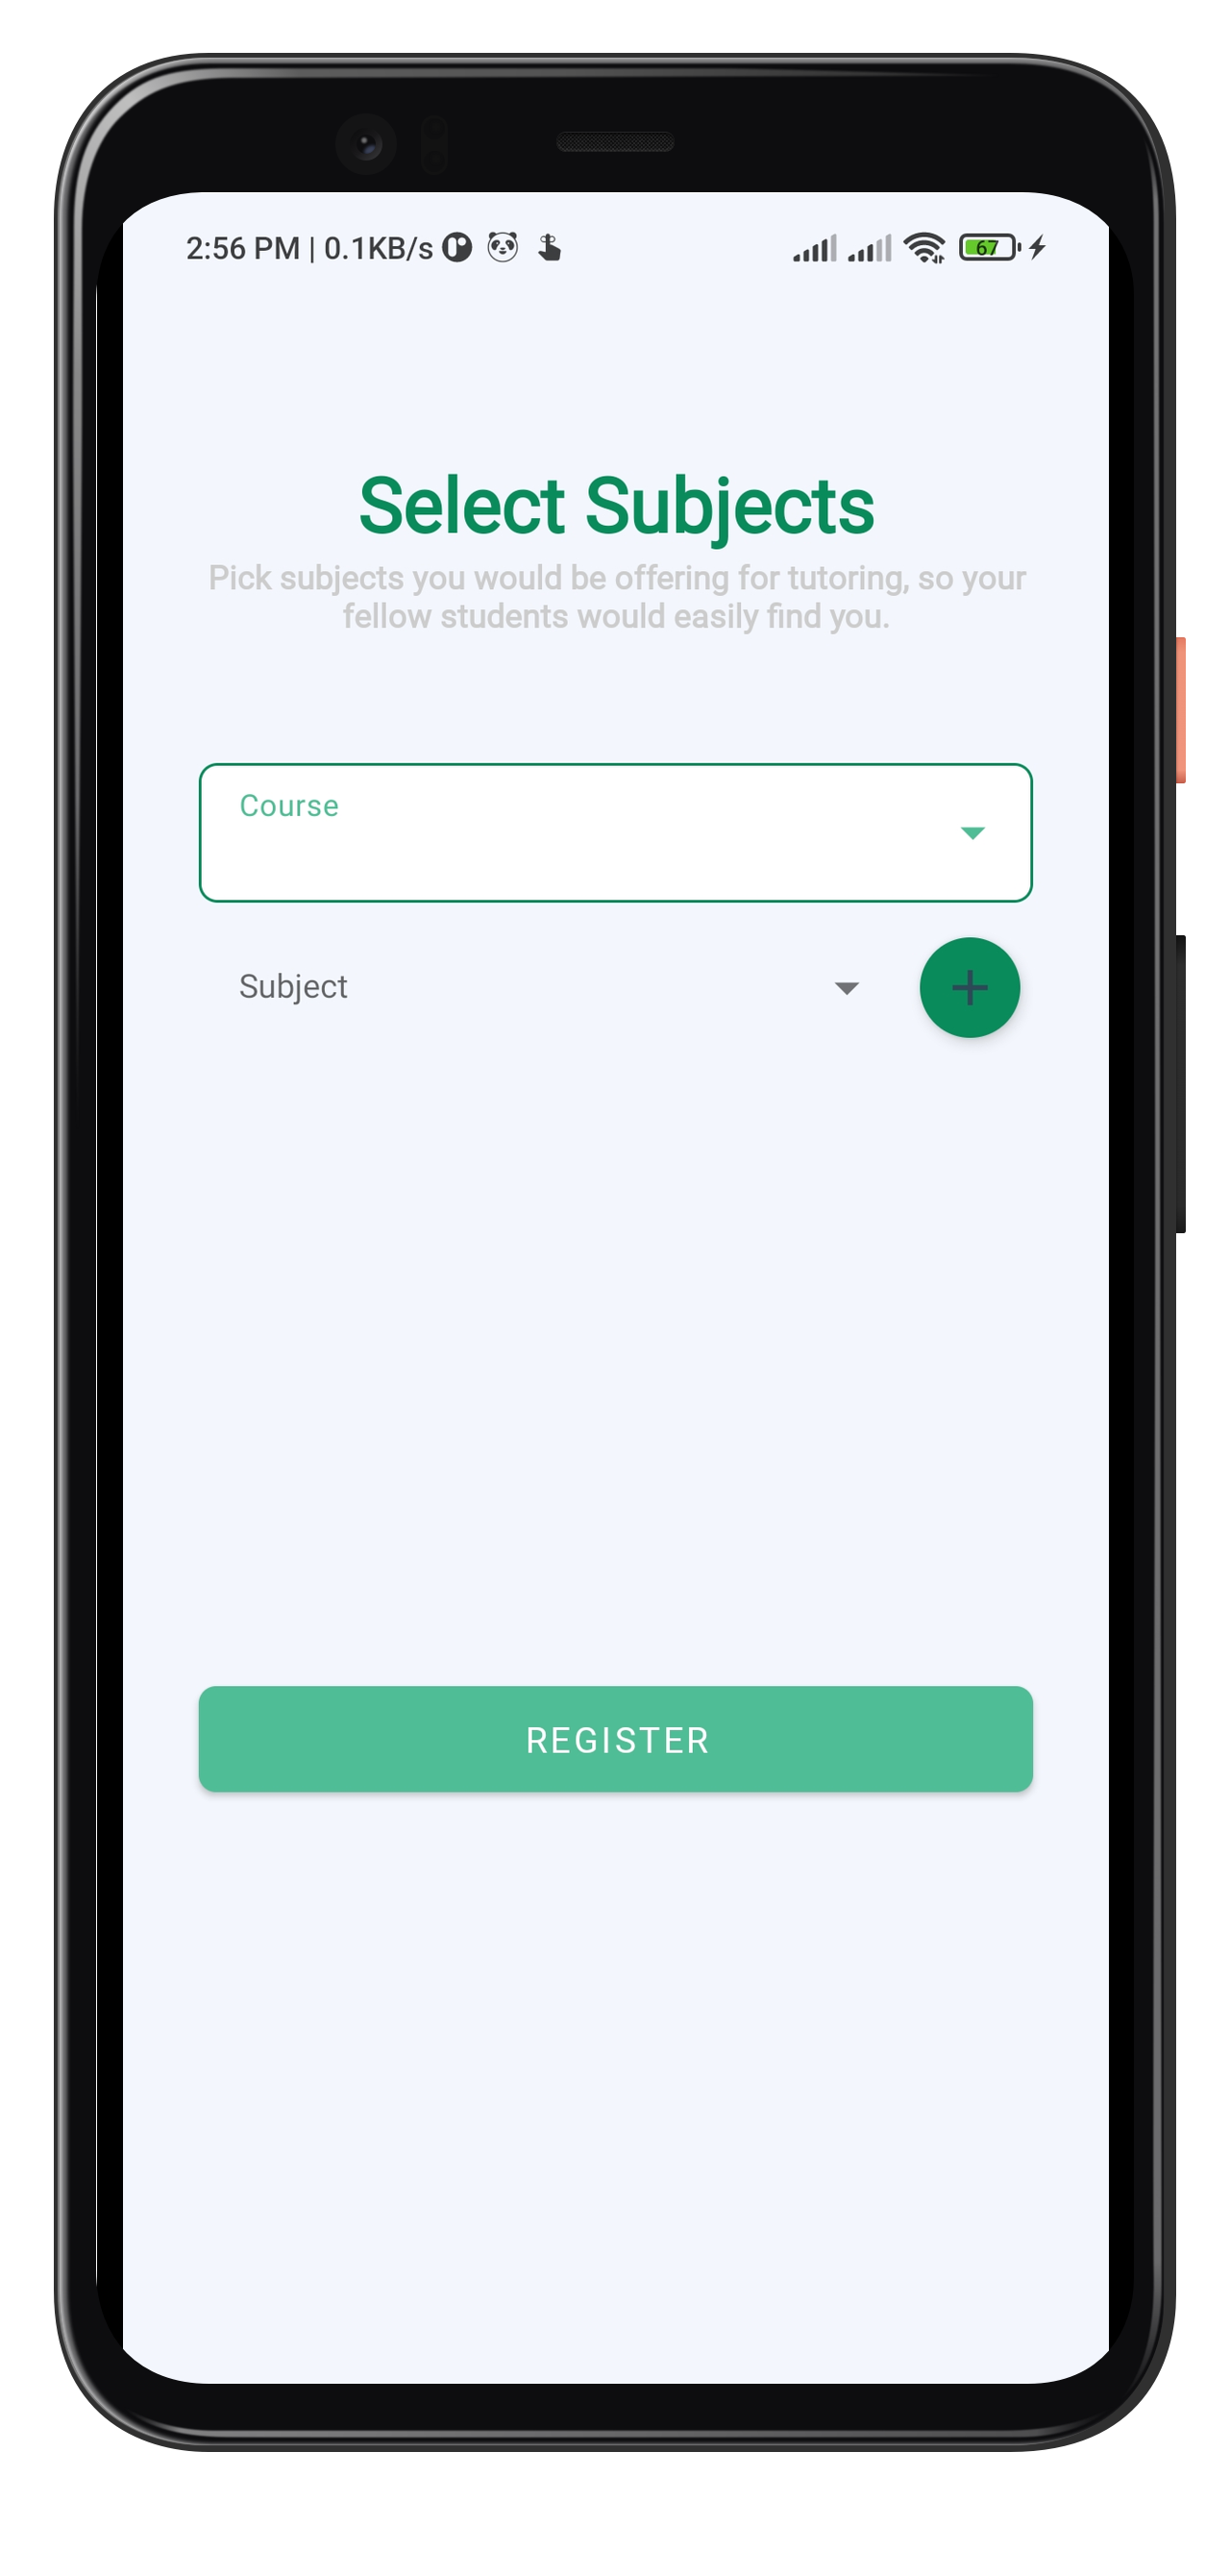 2:56 PM | 0.1KB/s 67
Select Subjects
Pick subjects you would be offering for tutoring, so your
fellow students would easily find you.
Course
Subject
REGISTER